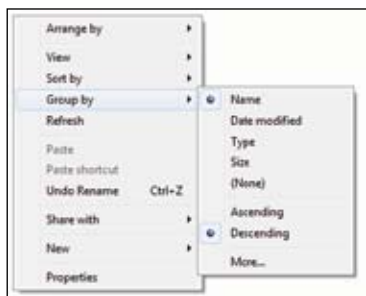 Arrange by
View
Sort by
Group by
Refresh
Paste
Paste shortcut
Undo Rename Ctrl+Z
Share with
New
Properties
Name
Date modified
Type
Size
(None)
Ascending
Descending
More...